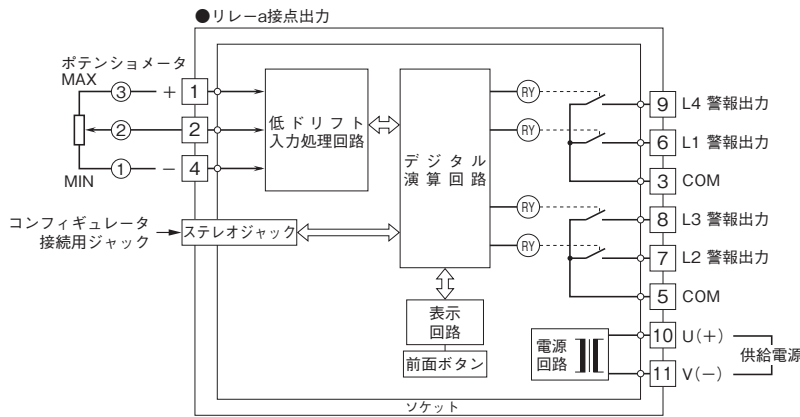 ●リレーa接点出力
ポテンショメータ
MAX
③ + 1
② 2
① − 4
MIN
低ドリフト
入力処理回路
デジタル
演算回路
RY
RY
RY
RY
9 L4 警報出力
6 L1 警報出力
3 COM
8 L3 警報出力
7 L2 警報出力
5 COM
コンフィギュレータ
接続用ジャック
ステレオジャック
表示
回路
前面ボタン
電源
回路
10 U(+)
11 V(−)
供給電源
ソケット